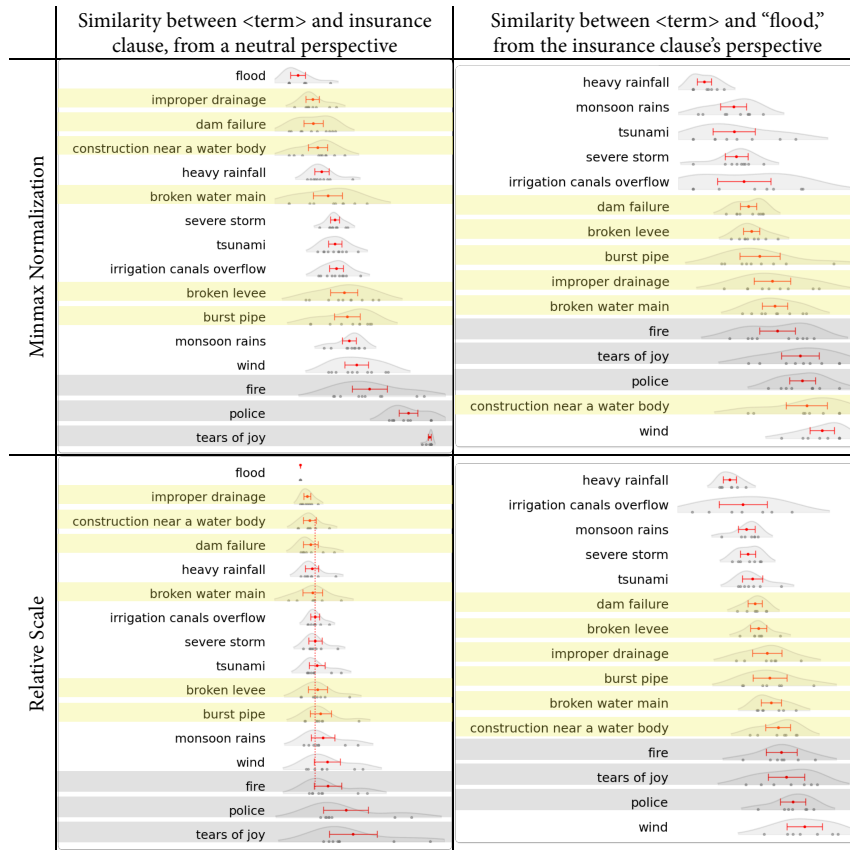 Similarity between <term> and insurance
clause, from a neutral perspective
Similarity between <term> and “flood,”
from the insurance clause’s perspective
Minmax Normalization
flood
improper drainage
dam failure
construction near a water body
heavy rainfall
broken water main
severe storm
tsunami
irrigation canals overflow
broken levee
burst pipe
monsoon rains
wind
fire
police
tears of joy
heavy rainfall
monsoon rains
tsunami
severe storm
irrigation canals overflow
dam failure
broken levee
burst pipe
improper drainage
broken water main
fire
tears of joy
police
construction near a water body
wind
Relative Scale
flood
improper drainage
construction near a water body
dam failure
heavy rainfall
broken water main
irrigation canals overflow
severe storm
tsunami
broken levee
burst pipe
monsoon rains
wind
fire
police
tears of joy
heavy rainfall
irrigation canals overflow
monsoon rains
severe storm
tsunami
dam failure
broken levee
improper drainage
burst pipe
broken water main
construction near a water body
fire
tears of joy
police
wind